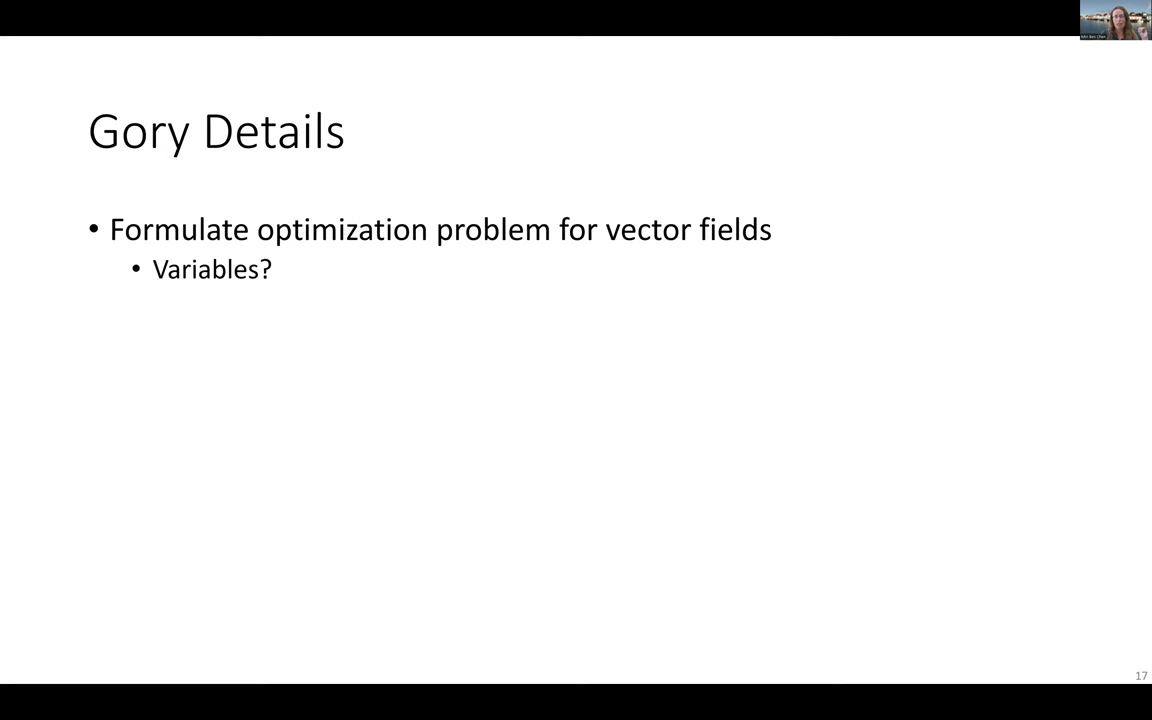 Gory Details
• Formulate optimization problem for vector fields
• Variables?
17